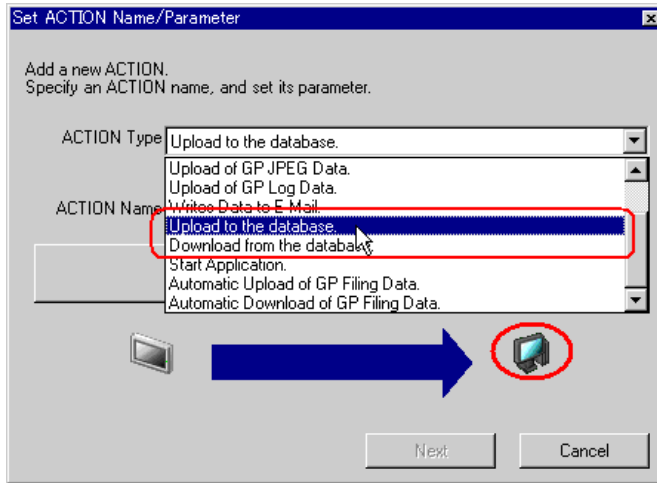 Set ACTION Name/Parameter
Add a new ACTION.
Specify an ACTION name, and set its parameter.
ACTION Type
Upload to the database.
Upload of GP JPEG Data.
Upload of GP Log Data.
ACTION Name
Writes Data to E-Mail.
Upload to the database.
Download from the database.
Start Application.
Automatic Upload of GP Filing Data.
Automatic Download of GP Filing Data.
Next
Cancel